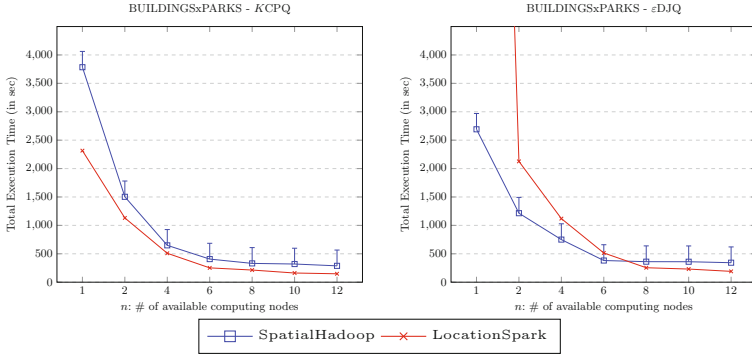 BUILDINGSxPARKS - KCPQ
Total Execution Time (in sec)
4,000
3,500
3,000
2,500
2,000
1,500
1,000
500
0
1 2 4 6 8 10 12
n: # of available computing nodes
BUILDINGSxPARKS - εDJQ
Total Execution Time (in sec)
4,000
3,500
3,000
2,500
2,000
1,500
1,000
500
0
1 2 4 6 8 10 12
n: # of available computing nodes
SpatialHadoop LocationSpark